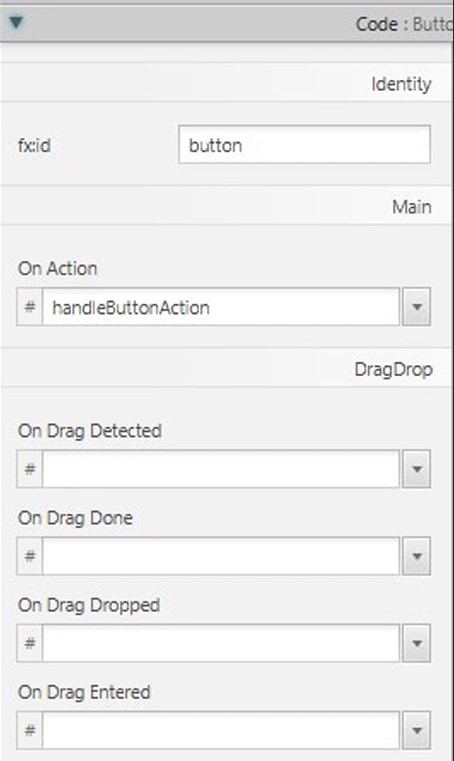 Code : Butto
Identity
fx:id
button
Main
On Action
# handleButtonAction
DragDrop
On Drag Detected
#
On Drag Done
#
On Drag Dropped
#
On Drag Entered
#